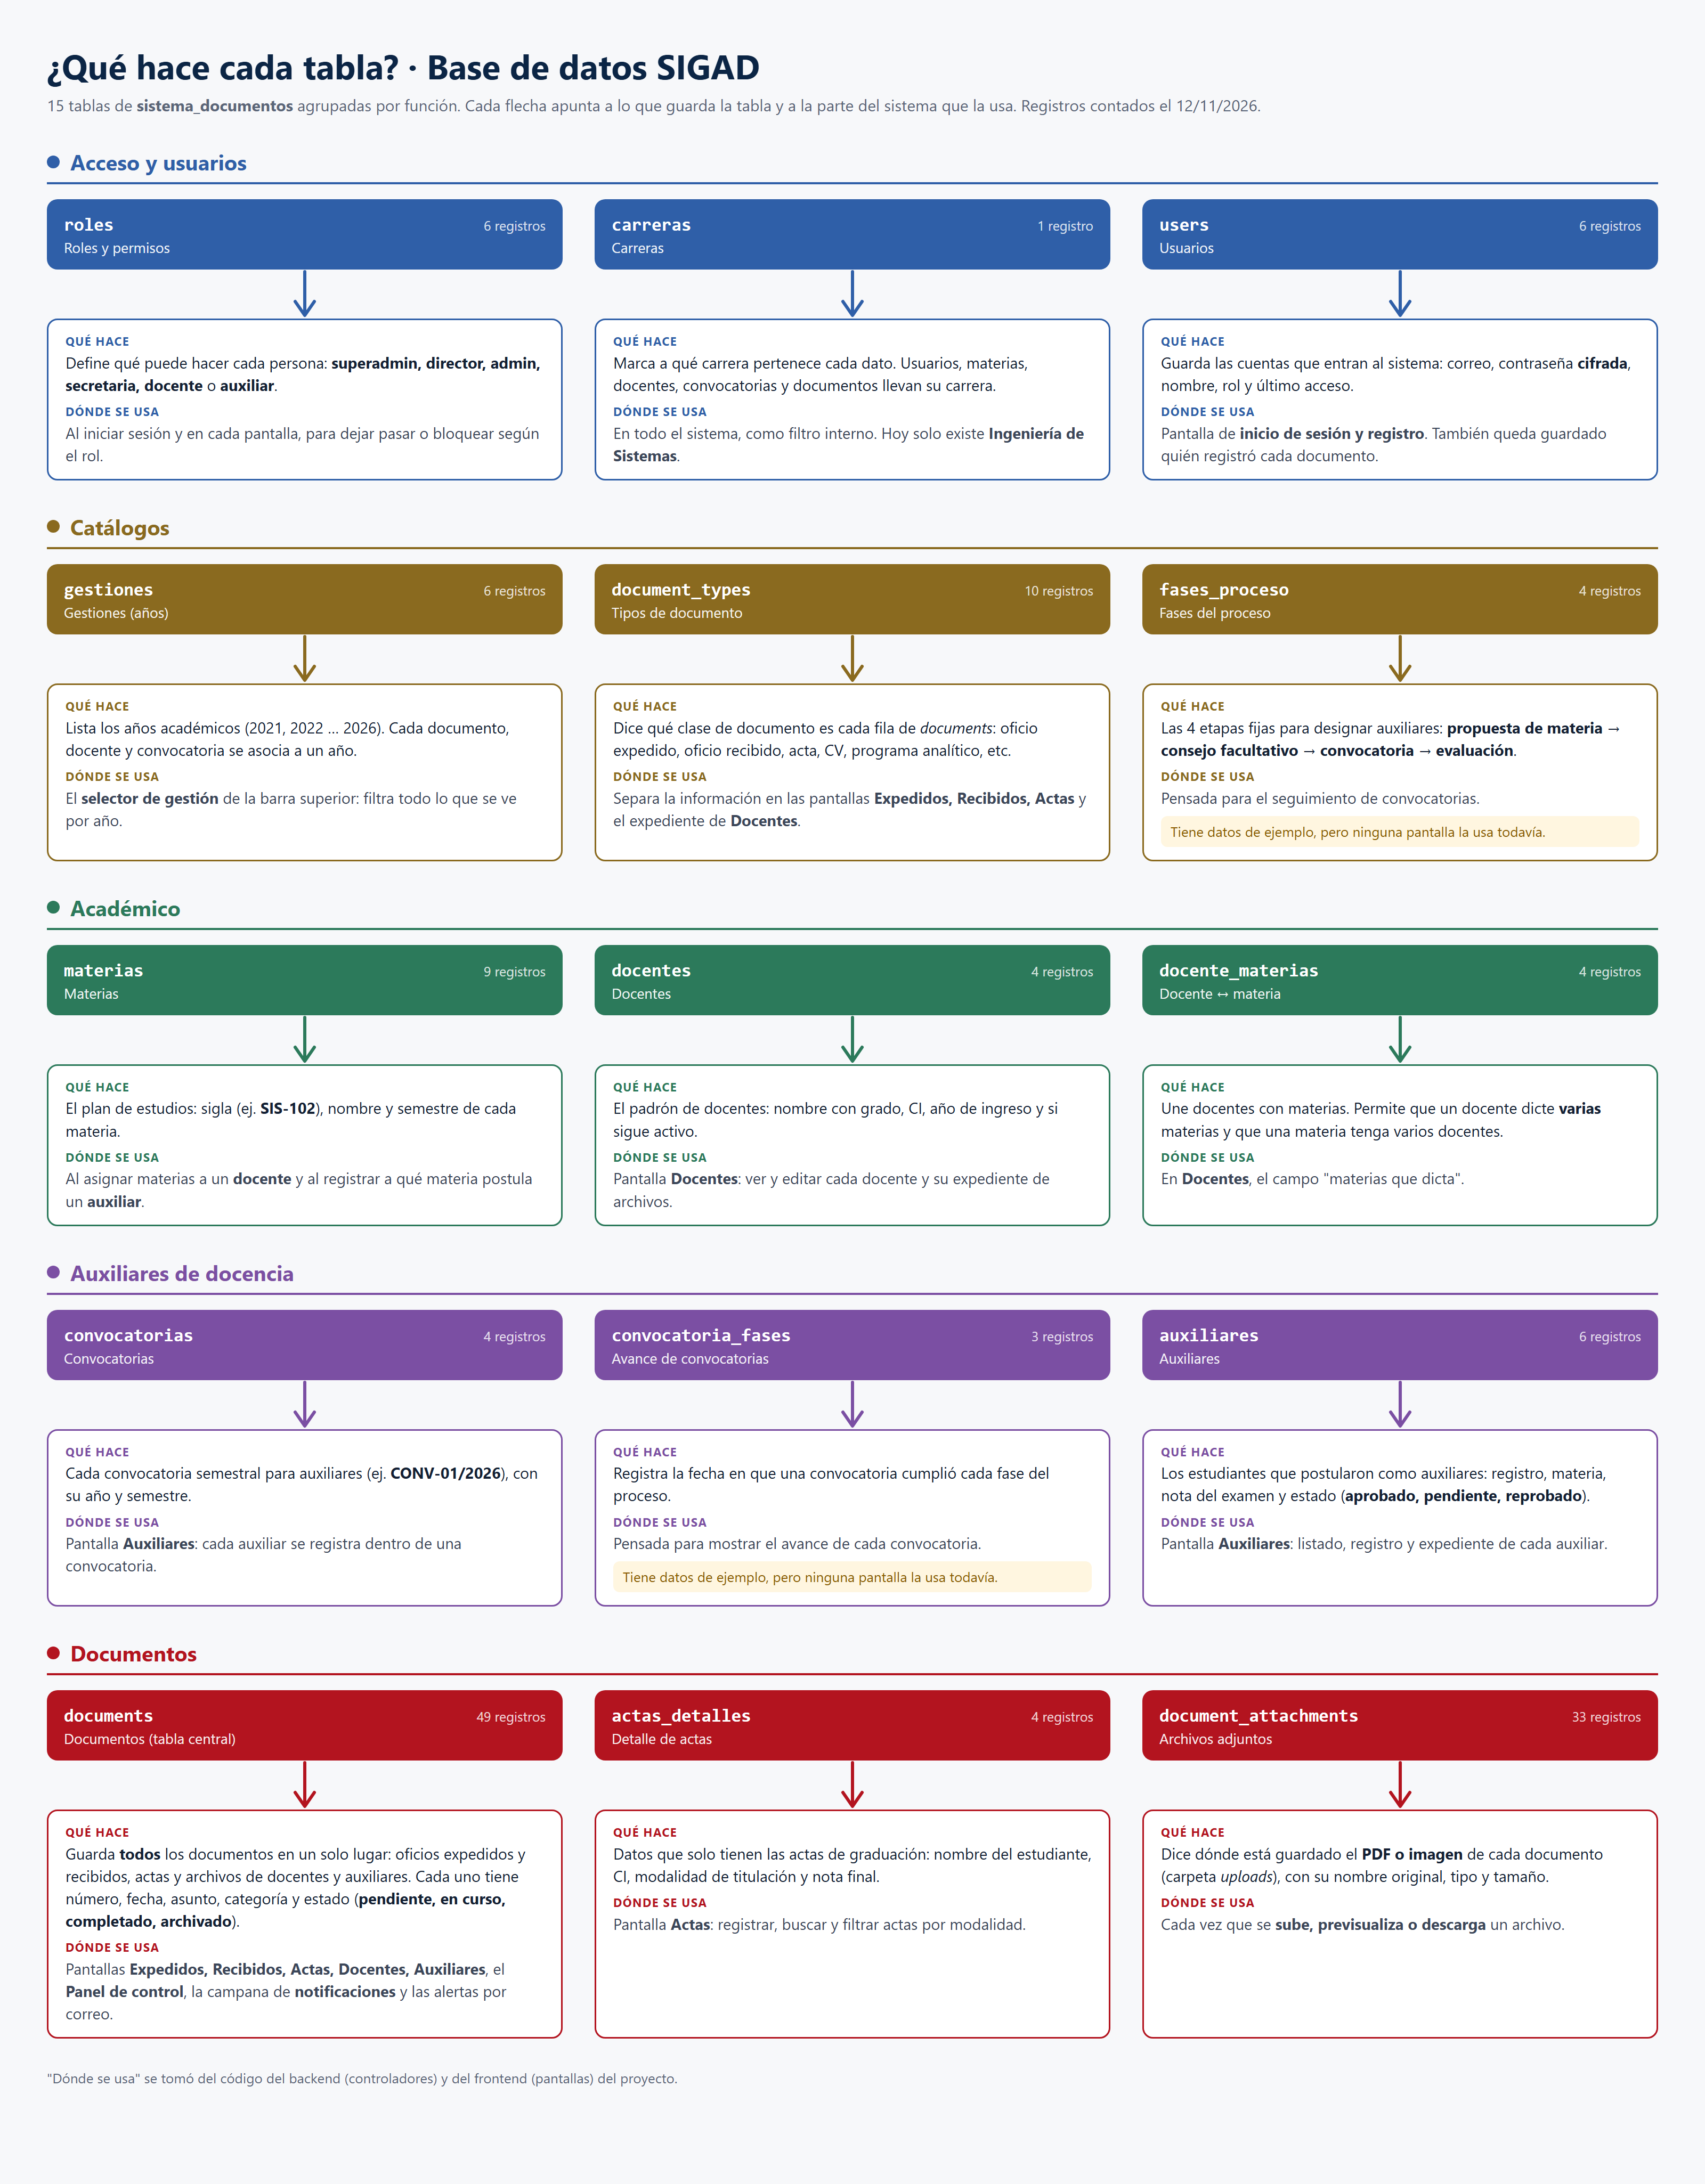 ¿Qué hace cada tabla? · Base de datos SIGAD
15 tablas de sistema_documentos agrupadas por función. Cada flecha apunta a lo que guarda la tabla y a la parte del sistema que la usa. Registros contados el 12/11/2026.
Acceso y usuarios
roles 6 registros
Roles y permisos
QUÉ HACE
Define qué puede hacer cada persona: superadmin, director, admin,
secretaria, docente o auxiliar.
DÓNDE SE USA
Al iniciar sesión y en cada pantalla, para dejar pasar o bloquear según
el rol.
carreras 1 registro
Carreras
QUÉ HACE
Marca a qué carrera pertenece cada dato. Usuarios, materias,
docentes, convocatorias y documentos llevan su carrera.
DÓNDE SE USA
En todo el sistema, como filtro interno. Hoy solo existe Ingeniería de
Sistemas.
users 6 registros
Usuarios
QUÉ HACE
Guarda las cuentas que entran al sistema: correo, contraseña cifrada,
nombre, rol y último acceso.
DÓNDE SE USA
Pantalla de inicio de sesión y registro. También queda guardado
quién registró cada documento.
Catálogos
gestiones 6 registros
Gestiones (años)
QUÉ HACE
Lista los años académicos (2021, 2022 ... 2026). Cada documento,
docente y convocatoria se asocia a un año.
DÓNDE SE USA
El selector de gestión de la barra superior: filtra todo lo que se ve
por año.
document_types 10 registros
Tipos de documento
QUÉ HACE
Dice qué clase de documento es cada fila de documents: oficio
expedido, oficio recibido, acta, CV, programa analítico, etc.
DÓNDE SE USA
Separa la información en las pantallas Expedidos, Recibidos, Actas y
el expediente de Docentes.
fases_proceso 4 registros
Fases del proceso
QUÉ HACE
Las 4 etapas fijas para designar auxiliares: propuesta de materia →
consejo facultativo → convocatoria → evaluación.
DÓNDE SE USA
Pensada para el seguimiento de convocatorias.
Tiene datos de ejemplo, pero ninguna pantalla la usa todavía.
Académico
materias 9 registros
Materias
QUÉ HACE
El plan de estudios: sigla (ej. SIS-102), nombre y semestre de cada
materia.
DÓNDE SE USA
Al asignar materias a un docente y al registrar a qué materia postula
un auxiliar.
docentes 4 registros
Docentes
QUÉ HACE
El padrón de docentes: nombre con grado, CI, año de ingreso y si
sigue activo.
DÓNDE SE USA
Pantalla Docentes: ver y editar cada docente y su expediente de
archivos.
docente_materias 4 registros
Docente ↔ materia
QUÉ HACE
Une docentes con materias. Permite que un docente dicte varias
materias y que una materia tenga varios docentes.
DÓNDE SE USA
En Docentes, el campo "materias que dicta".
Auxiliares de docencia
convocatorias 4 registros
Convocatorias
QUÉ HACE
Cada convocatoria semestral para auxiliares (ej. CONV-01/2026), con
su año y semestre.
DÓNDE SE USA
Pantalla Auxiliares: cada auxiliar se registra dentro de una
convocatoria.
convocatoria_fases 3 registros
Avance de convocatorias
QUÉ HACE
Registra la fecha en que una convocatoria cumplió cada fase del
proceso.
DÓNDE SE USA
Pensada para mostrar el avance de cada convocatoria.
Tiene datos de ejemplo, pero ninguna pantalla la usa todavía.
auxiliares 6 registros
Auxiliares
QUÉ HACE
Los estudiantes que postularon como auxiliares: registro, materia,
nota del examen y estado (aprobado, pendiente, reprobado).
DÓNDE SE USA
Pantalla Auxiliares: listado, registro y expediente de cada auxiliar.
Documentos
documents 49 registros
Documentos (tabla central)
QUÉ HACE
Guarda todos los documentos en un solo lugar: oficios expedidos y
recibidos, actas y archivos de docentes y auxiliares. Cada uno tiene
número, fecha, asunto, categoría y estado (pendiente, en curso,
completado, archivado).
DÓNDE SE USA
Pantallas Expedidos, Recibidos, Actas, Docentes, Auxiliares, el
Panel de control, la campana de notificaciones y las alertas por
correo.
actas_detalles 4 registros
Detalle de actas
QUÉ HACE
Datos que solo tienen las actas de graduación: nombre del estudiante,
CI, modalidad de titulación y nota final.
DÓNDE SE USA
Pantalla Actas: registrar, buscar y filtrar actas por modalidad.
document_attachments 33 registros
Archivos adjuntos
QUÉ HACE
Dice dónde está guardado el PDF o imagen de cada documento
(carpeta uploads), con su nombre original, tipo y tamaño.
DÓNDE SE USA
Cada vez que se sube, previsualiza o descarga un archivo.
"Dónde se usa" se tomó del código del backend (controladores) y del frontend (pantallas) del proyecto.